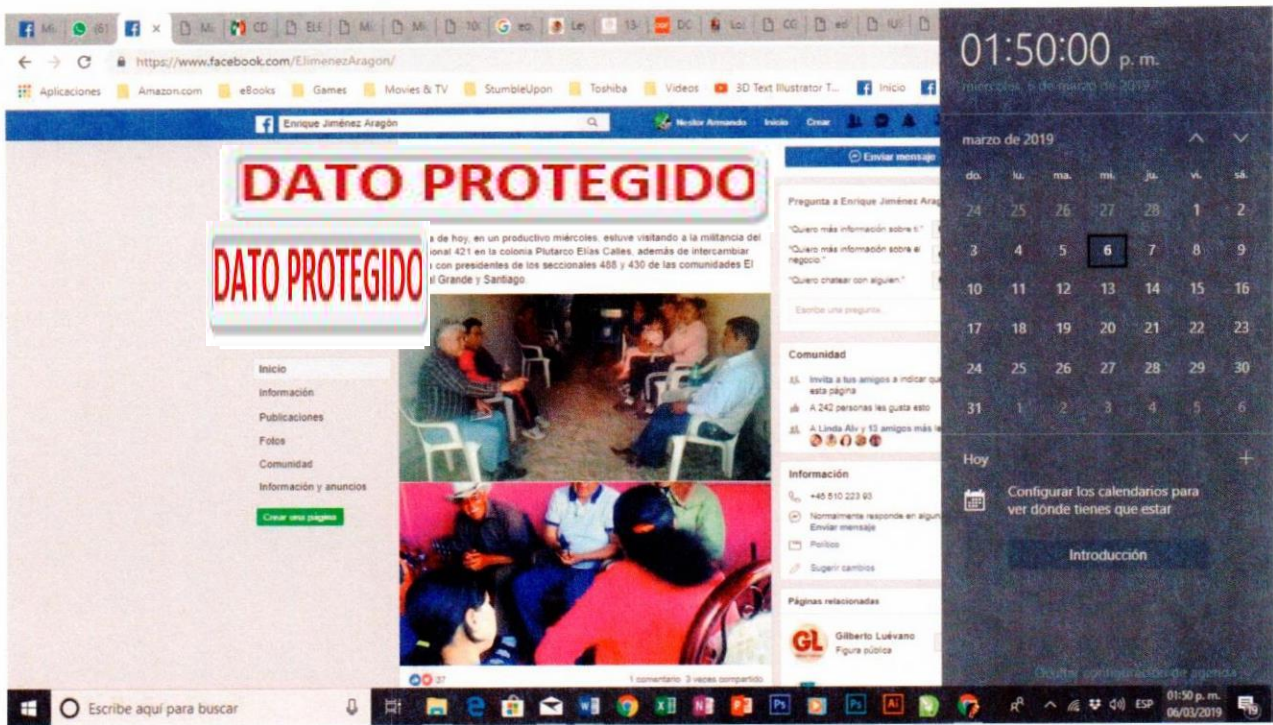 https://www.facebook.com/EJimenezAragon/
Aplicaciones Amazon.com eBooks Games Movies & TV StumbleUpon Toshiba Videos 3D Text Illustrator T... Inicio
Enrique Jiménez Aragón
Nestor Armando Inicio Crear
DATO PROTEGIDO
DATO PROTEGIDO
a de hoy, en un productivo miércoles, estuve visitando a la militancia del
ional 421 en la colonia Plutarco Elías Calles, además de intercambiar
con presidentes de los seccionales 488 y 430 de las comunidades El
al Grande y Santiago
Inicio
Información
Publicaciones
Fotos
Comunidad
Información y anuncios
Crear una página
37
1 comentario 3 veces compartido
Enviar mensaje
Pregunta a Enrique Jiménez Arag
"Quiero más información sobre ti."
"Quiero más información sobre el
negocio."
"Quiero chatear con alguien."
Escribe una pregunta...
Comunidad
Invita a tus amigos a indicar que
esta página
A 242 personas les gusta esto
A Linda Alv y 13 amigos más le
Información
+45 510 223 93
Normalmente responde en algun
Enviar mensaje
Político
Sugerir cambios
Páginas relacionadas
GL
Gilberto Luévano
Figura pública
01:50:00 p. m.
miércoles, 6 de marzo de 2019
marzo de 2019
do. lu. ma. mi. ju. vi. sá.
24 25 26 27 28 1 2
3 4 5 6 7 8 9
10 11 12 13 14 15 16
17 18 19 20 21 22 23
24 25 26 27 28 29 30
31 1 2 3 4 5 6
Hoy
Configurar los calendarios para
ver dónde tienes que estar
Introducción
Ocultar configuración de agenda
Escribe aquí para buscar
ESP
01:50 p. m.
06/03/2019